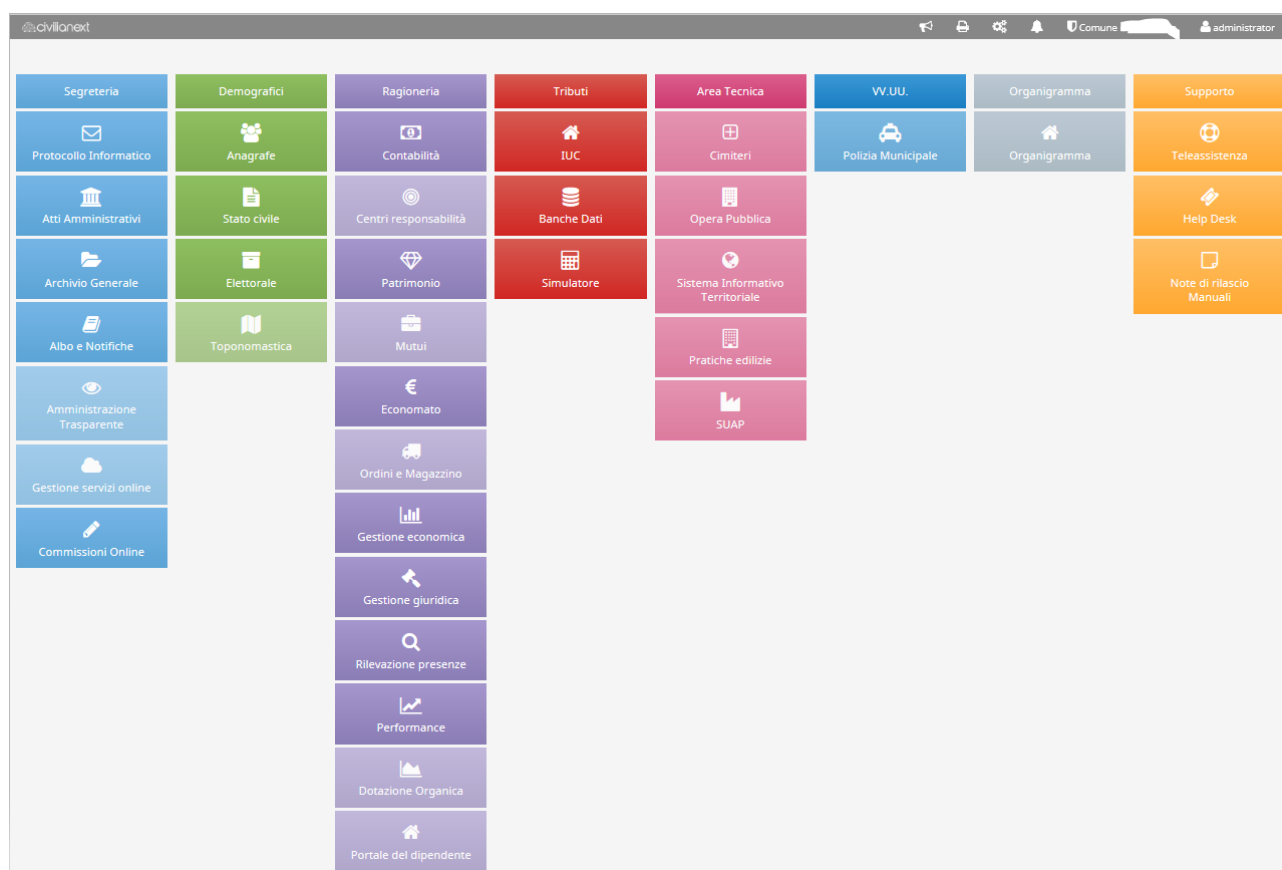 civilianext
Comune
administrator
Segreteria
Protocollo Informatico
Atti Amministrativi
Archivio Generale
Albo e Notifiche
Amministrazione
Trasparente
Gestione servizi online
Commissioni Online
Demografici
Anagrafe
Stato civile
Elettorale
Toponomastica
Ragioneria
Contabilità
Centri responsabilità
Patrimonio
Mutui
Economato
Ordini e Magazzino
Gestione economica
Gestione giuridica
Rilevazione presenze
Performance
Dotazione Organica
Portale del dipendente
Tributi
IUC
Banche Dati
Simulatore
Area Tecnica
Cimiteri
Opera Pubblica
Sistema Informativo
Territoriale
Pratiche edilizie
SUAP
VV.UU.
Polizia Municipale
Organigramma
Organigramma
Supporto
Teleassistenza
Help Desk
Note di rilascio
Manuali